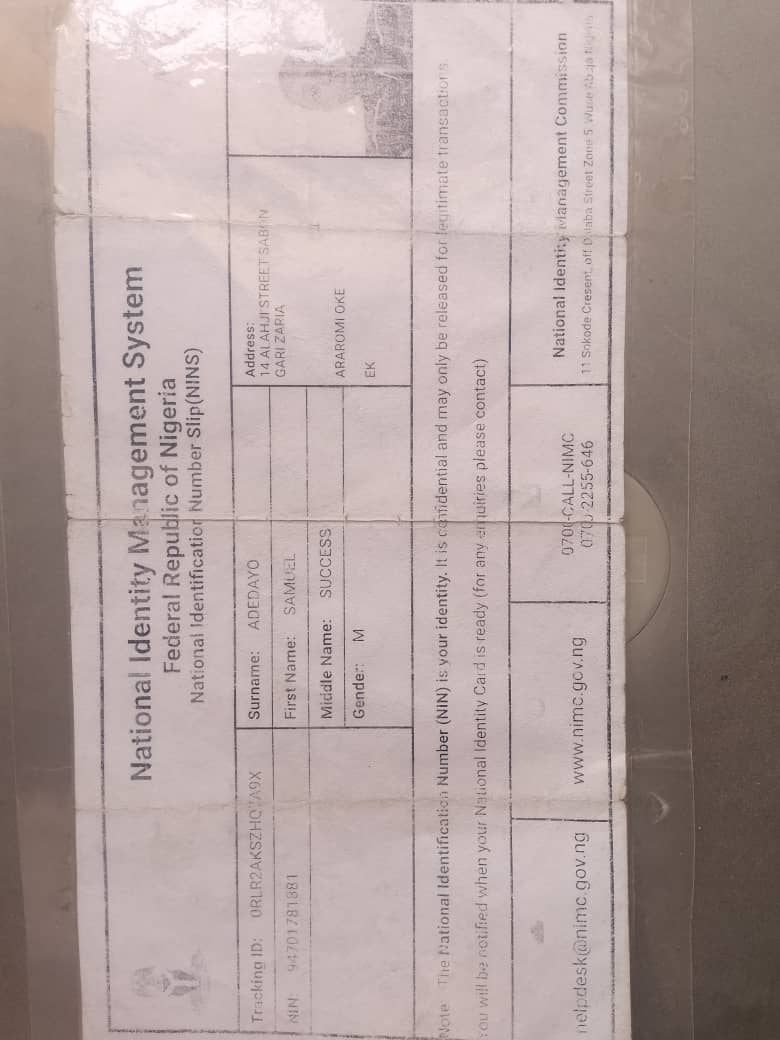 National Identity Management System
Federal Republic of Nigeria
National Identification Number Slip(NINS)
Tracking ID:
Surname: ADEDAYO
Address:
14 ALAHJI STREET SABON
GARI ZARIA
NIN: 94701781881
First Name: SAMUEL
Middle Name: SUCCESS
ARAROMI OKE
Gender: M
EK
Note The National Identification Number (NIN) is your identity. It is confidential and may only be released for legitimate transactions.
You will be notified when your National Identity Card is ready (for any enquiries please contact)
helpdesk@nimc.gov.ng
www.nimc.gov.ng
0700-CALL-NIMC
0700-2255-646
National Identity Management Commission
11 Sokode Cresent, off Dalaba Street Zone 5 Wuse Abuja Nigeria